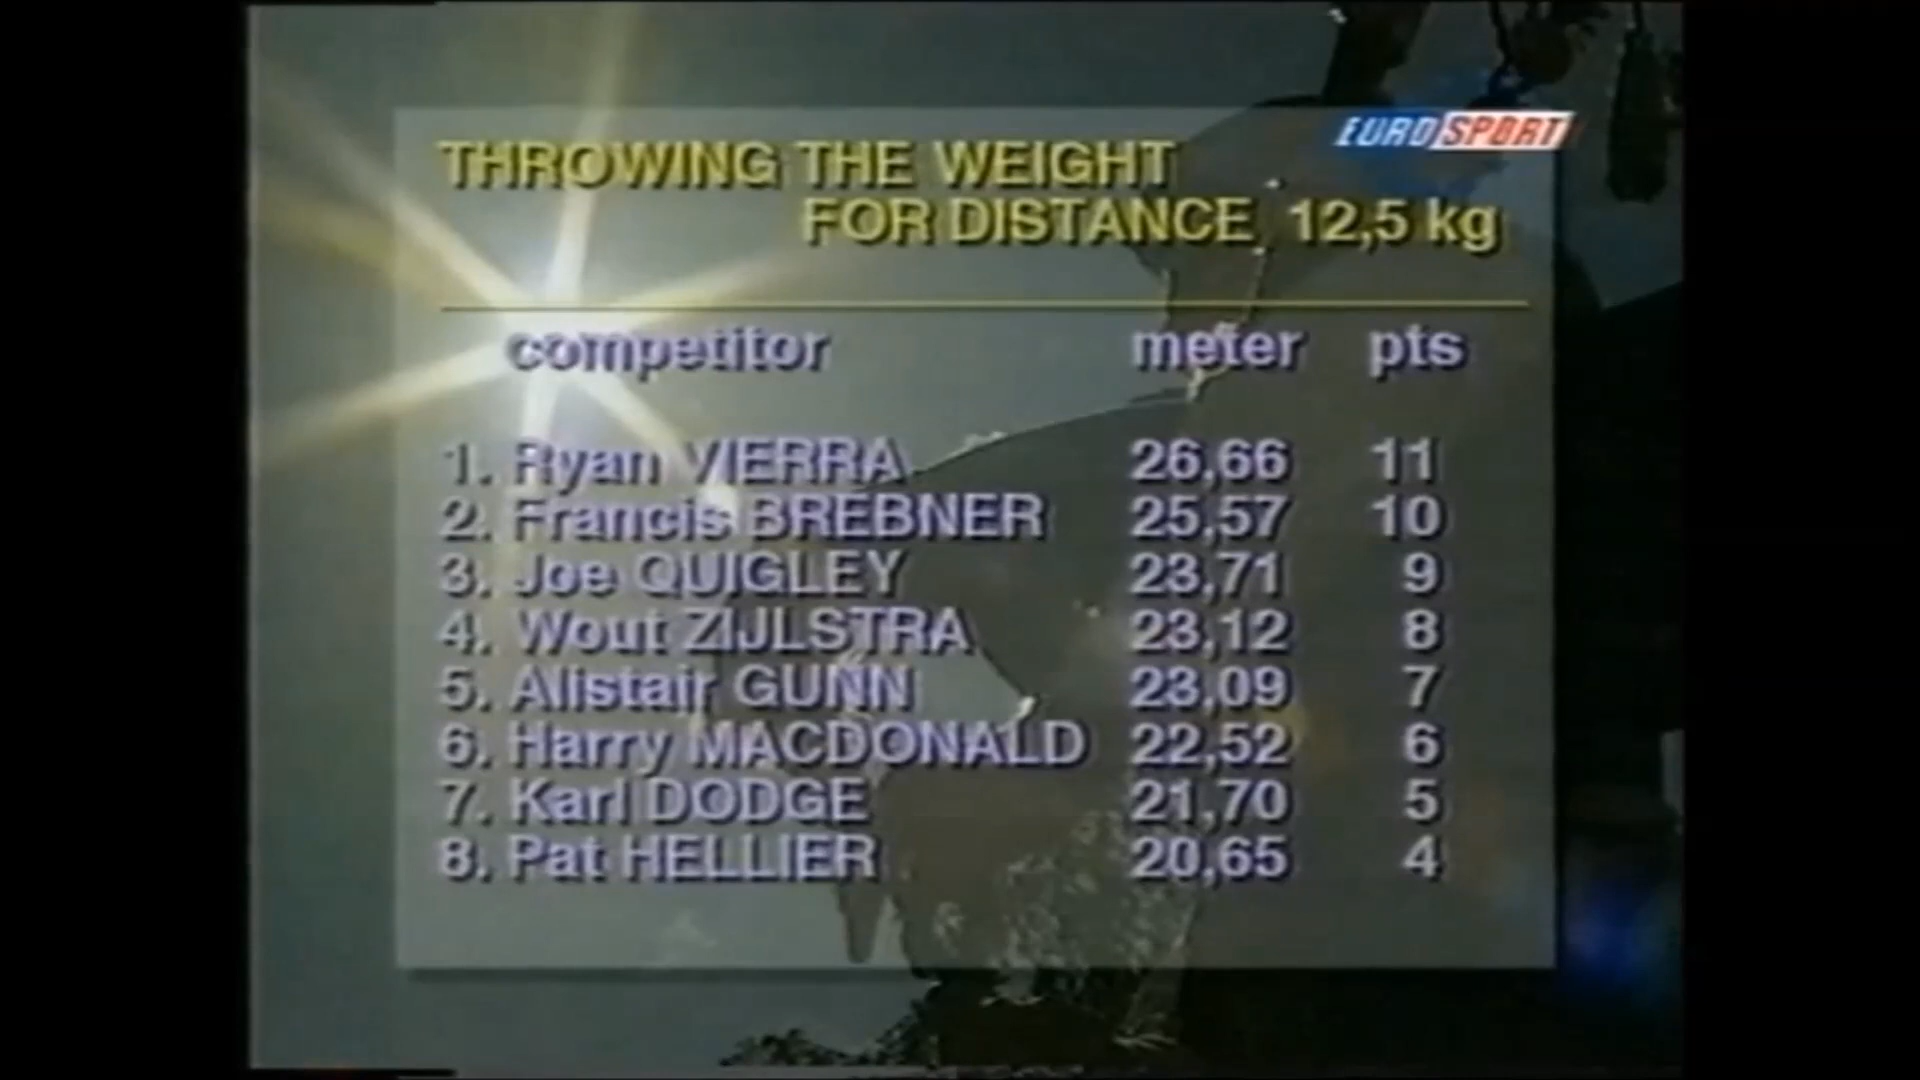 EUROSPORT
THROWING THE WEIGHT
FOR DISTANCE 12,5 kg
competitor meter pts
1. Ryan VIERRA 26,66 11
2. Francis BREBNER 25,57 10
3. Joe QUIGLEY 23,71 9
4. Wout ZIJLSTRA 23,12 8
5. Alistair GUNN 23,09 7
6. Harry MACDONALD 22,52 6
7. Karl DODGE 21,70 5
8. Pat HELLIER 20,65 4